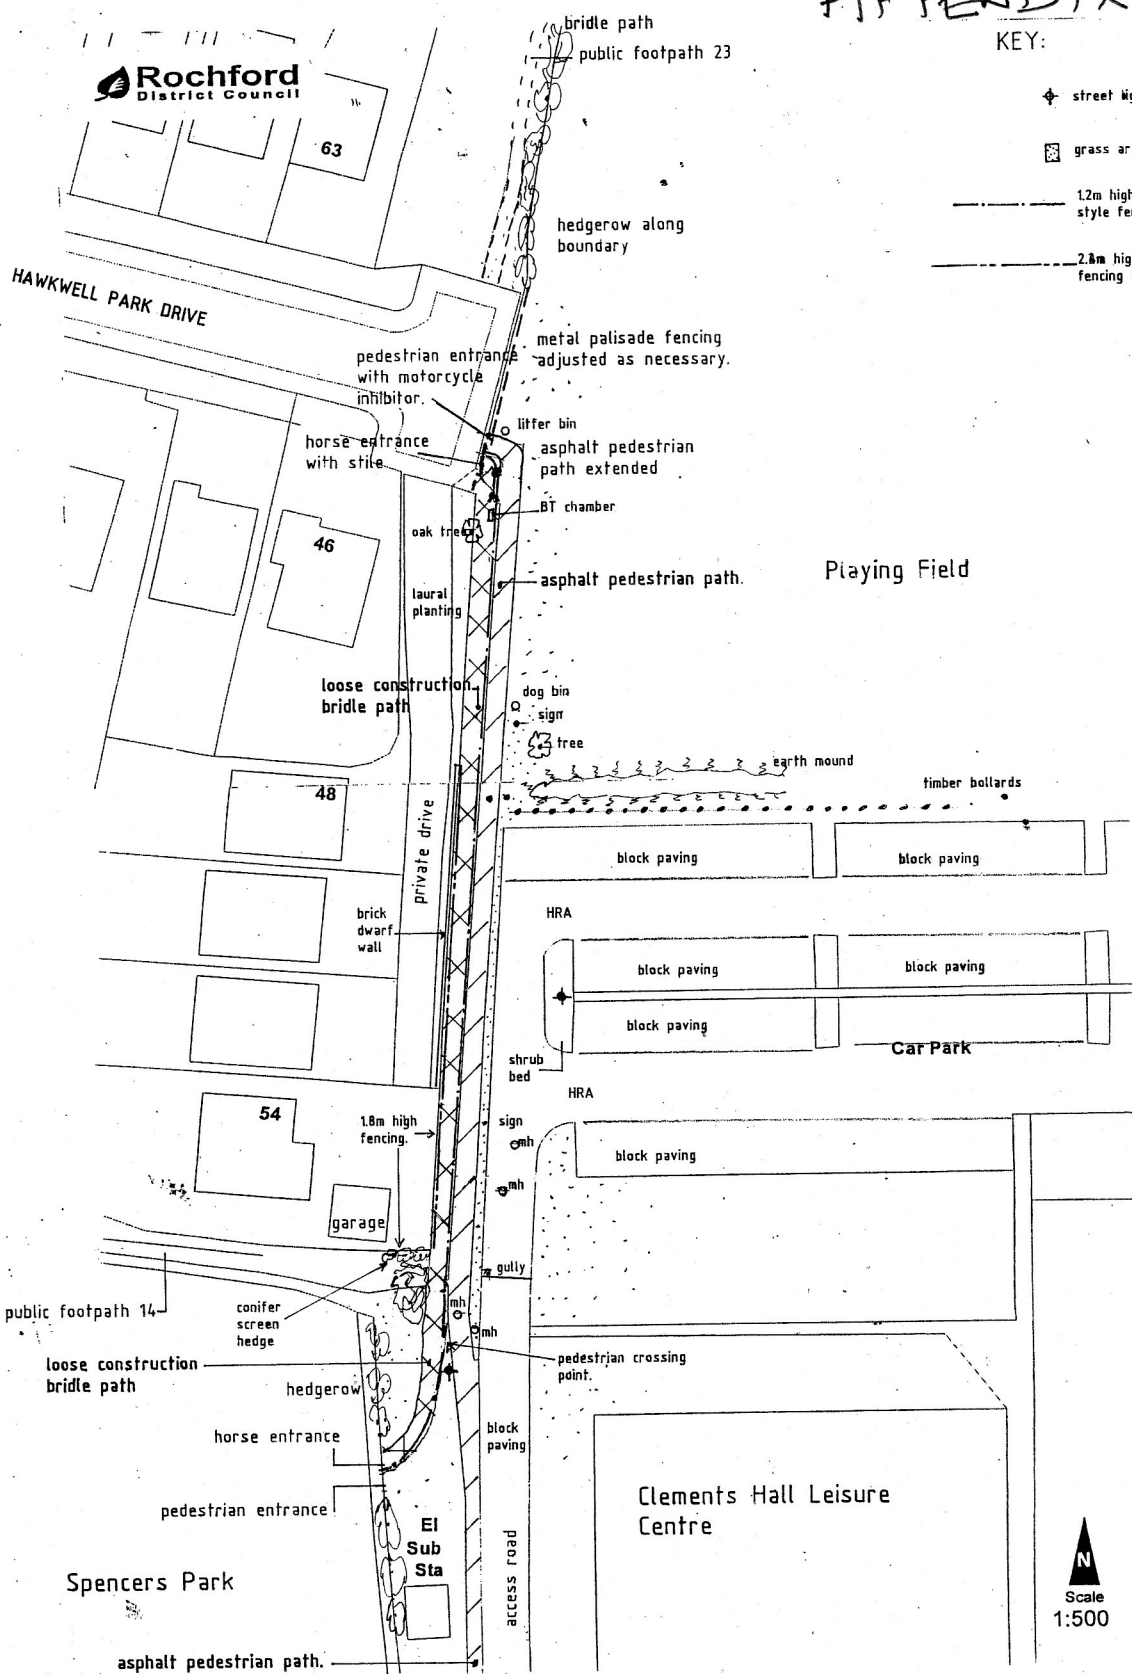 bridle path
public footpath 23
KEY:
Rochford
District Council
street
grass
1.2m high
style
2.8m
fencing
63
hedgerow along
boundary
HAWKWELL PARK DRIVE
metal palisade fencing
adjusted as necessary.
pedestrian entrance
with motorcycle
inhibitor.
litter bin
horse entrance
with stile
asphalt pedestrian
path extended
BT chamber
oak tree
46
asphalt pedestrian path.
Playing Field
laural
planting
loose construction
bridle path
dog bin
sign
tree
earth mound
timber bollards
48
private drive
block paving
block paving
brick
dwarf
wall
HRA
block paving
block paving
block paving
Car Park
shrub
bed
HRA
54
1.8m high
fencing.
sign
mh
block paving
mh
garage
gully
public footpath 14
conifer
screen
hedge
mh
mh
loose construction
bridle path
pedestrian crossing
point.
hedgerow
horse entrance
block
paving
pedestrian entrance
Clements Hall Leisure
Centre
El
Sub
Sta
access road
Spencers Park
N
Scale
1:500
asphalt pedestrian path.